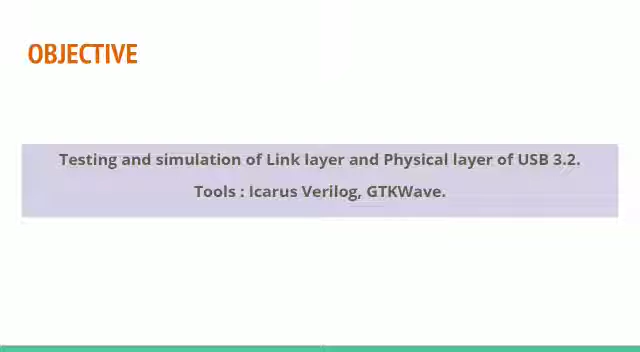 OBJECTIVE
Testing and simulation of Link layer and Physical layer of USB 3.2.
Tools : Icarus Verilog, GTKWave.